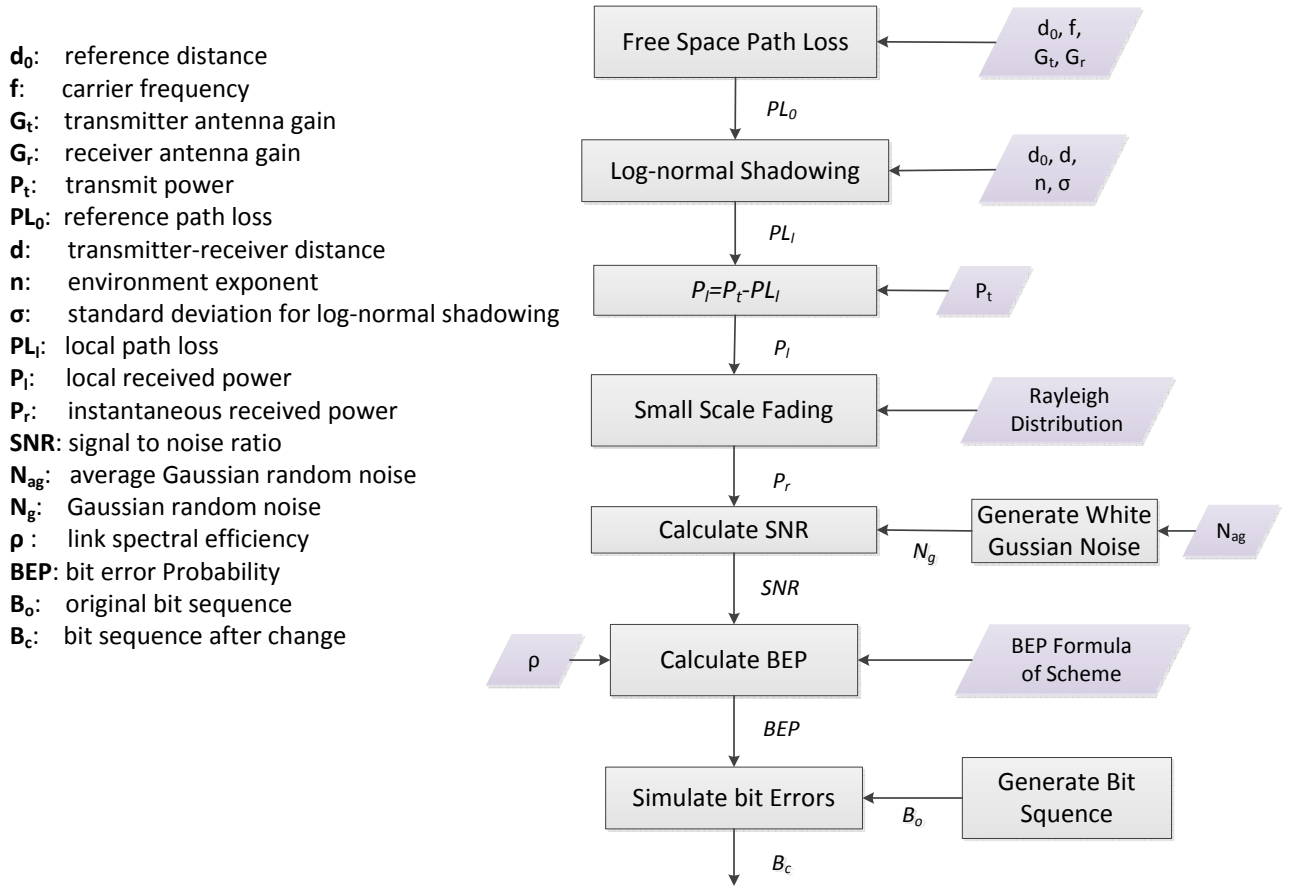 d₀: reference distance
f: carrier frequency
Gₜ: transmitter antenna gain
Gᵣ: receiver antenna gain
Pₜ: transmit power
PL₀: reference path loss
d: transmitter-receiver distance
n: environment exponent
σ: standard deviation for log-normal shadowing
PLₗ: local path loss
Pₗ: local received power
Pᵣ: instantaneous received power
SNR: signal to noise ratio
Nag: average Gaussian random noise
Ng: Gaussian random noise
ρ : link spectral efficiency
BEP: bit error Probability
Bₒ: original bit sequence
Bc: bit sequence after change
Free Space Path Loss
d₀, f,
Gₜ, Gᵣ
PL₀
Log-normal Shadowing
d₀, d,
n, σ
PLₗ
Pₗ=Pₜ-PLₗ
Pₜ
Pₗ
Small Scale Fading
Rayleigh
Distribution
Pᵣ
Calculate SNR
Ng
Generate White
Gussian Noise
Nag
SNR
ρ
Calculate BEP
BEP Formula
of Scheme
BEP
Simulate bit Errors
Bₒ
Generate Bit
Squence
Bc